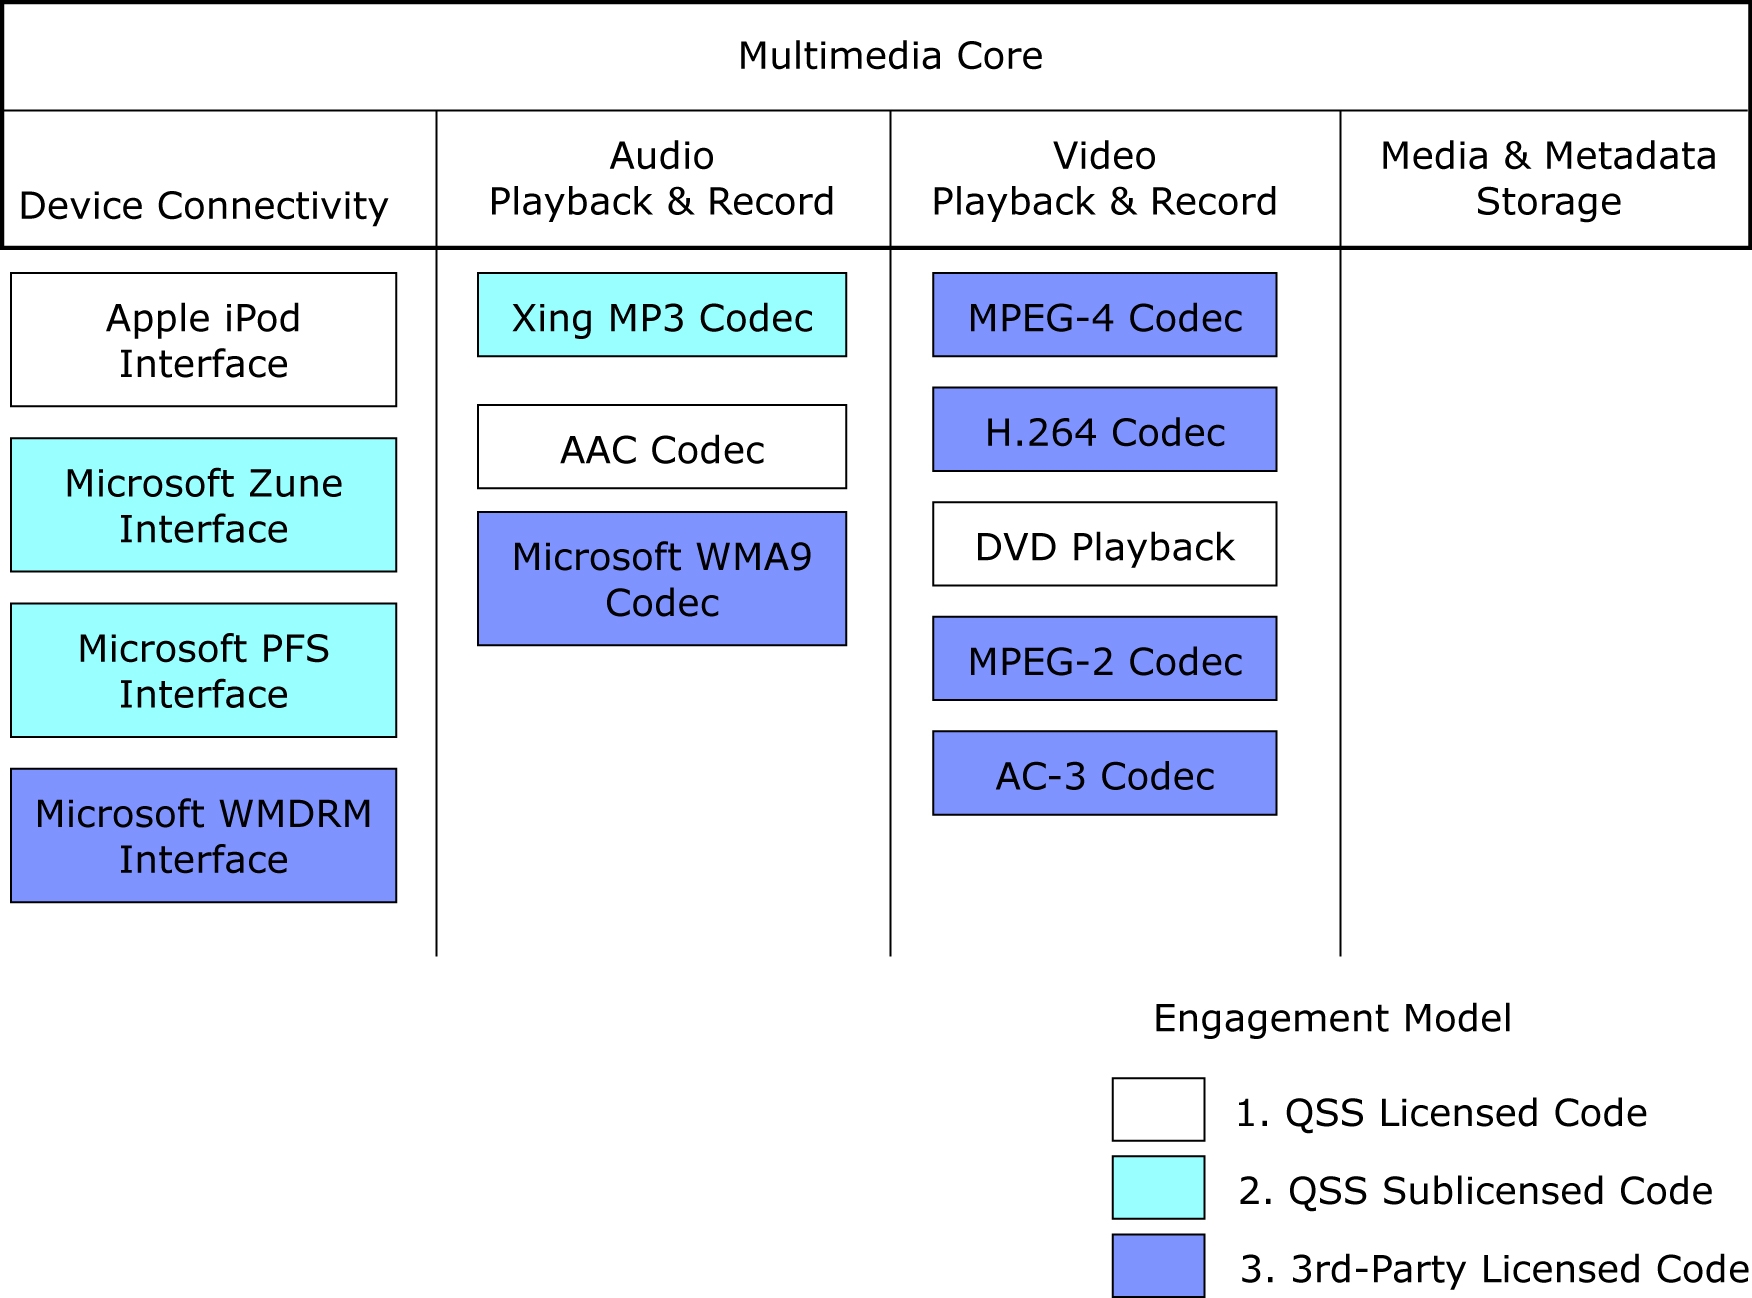 Multimedia Core
Device Connectivity
Audio
Playback & Record
Video
Playback & Record
Media & Metadata
Storage
Apple iPod
Interface
Microsoft Zune
Interface
Microsoft PFS
Interface
Microsoft WMDRM
Interface
Xing MP3 Codec
AAC Codec
Microsoft WMA9
Codec
MPEG-4 Codec
H.264 Codec
DVD Playback
MPEG-2 Codec
AC-3 Codec
Engagement Model
1. QSS Licensed Code
2. QSS Sublicensed Code
3. 3rd-Party Licensed Code